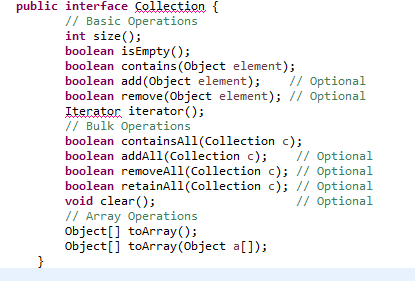 public interface Collection {
// Basic Operations
int size();
boolean isEmpty();
boolean contains(Object element);
boolean add(Object element);    // Optional
boolean remove(Object element); // Optional
Iterator iterator();
// Bulk Operations
boolean containsAll(Collection c);
boolean addAll(Collection c);    // Optional
boolean removeAll(Collection c); // Optional
boolean retainAll(Collection c); // Optional
void clear();                    // Optional
// Array Operations
Object[] toArray();
Object[] toArray(Object a[]);
}